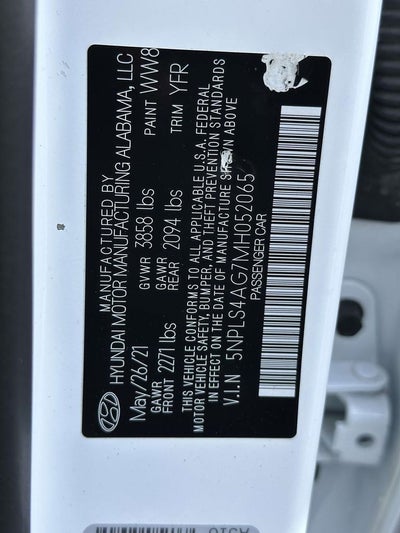 MANUFACTURED BY
HYUNDAI MOTOR MANUFACTURING ALABAMA, LLC
May/26/21 GVWR 3858 lbs PAINT WW8
GAWR FRONT 2271 lbs GAWR REAR 2094 lbs TRIM YFR
THIS VEHICLE CONFORMS TO ALL APPLICABLE U.S.A. FEDERAL
MOTOR VEHICLE SAFETY, BUMPER, AND THEFT PREVENTION STANDARDS
IN EFFECT ON THE DATE OF MANUFACTURE SHOWN ABOVE
V.I.N 5NPLS4AG7MH052065
PASSENGER CAR